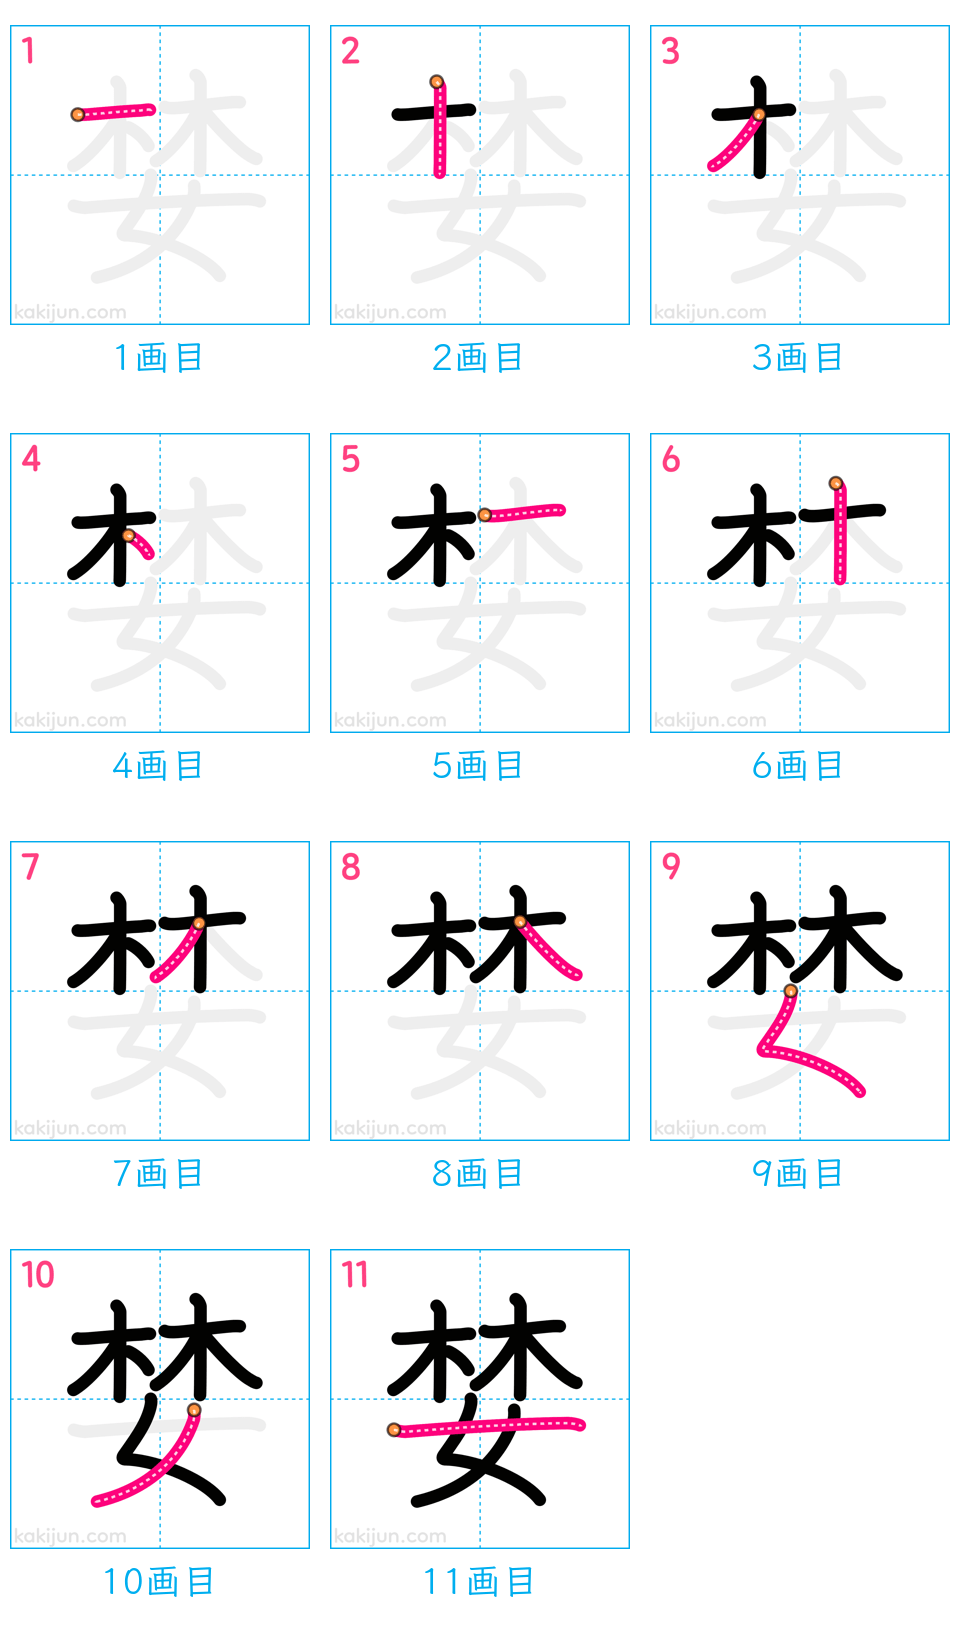 1 2 3
kakijun.com kakijun.com kakijun.com
1画目 2画目 3画目
4 5 6
kakijun.com kakijun.com kakijun.com
4画目 5画目 6画目
7 8 9
kakijun.com kakijun.com kakijun.com
7画目 8画目 9画目
10 11
婪 婪
kakijun.com kakijun.com
10画目 11画目